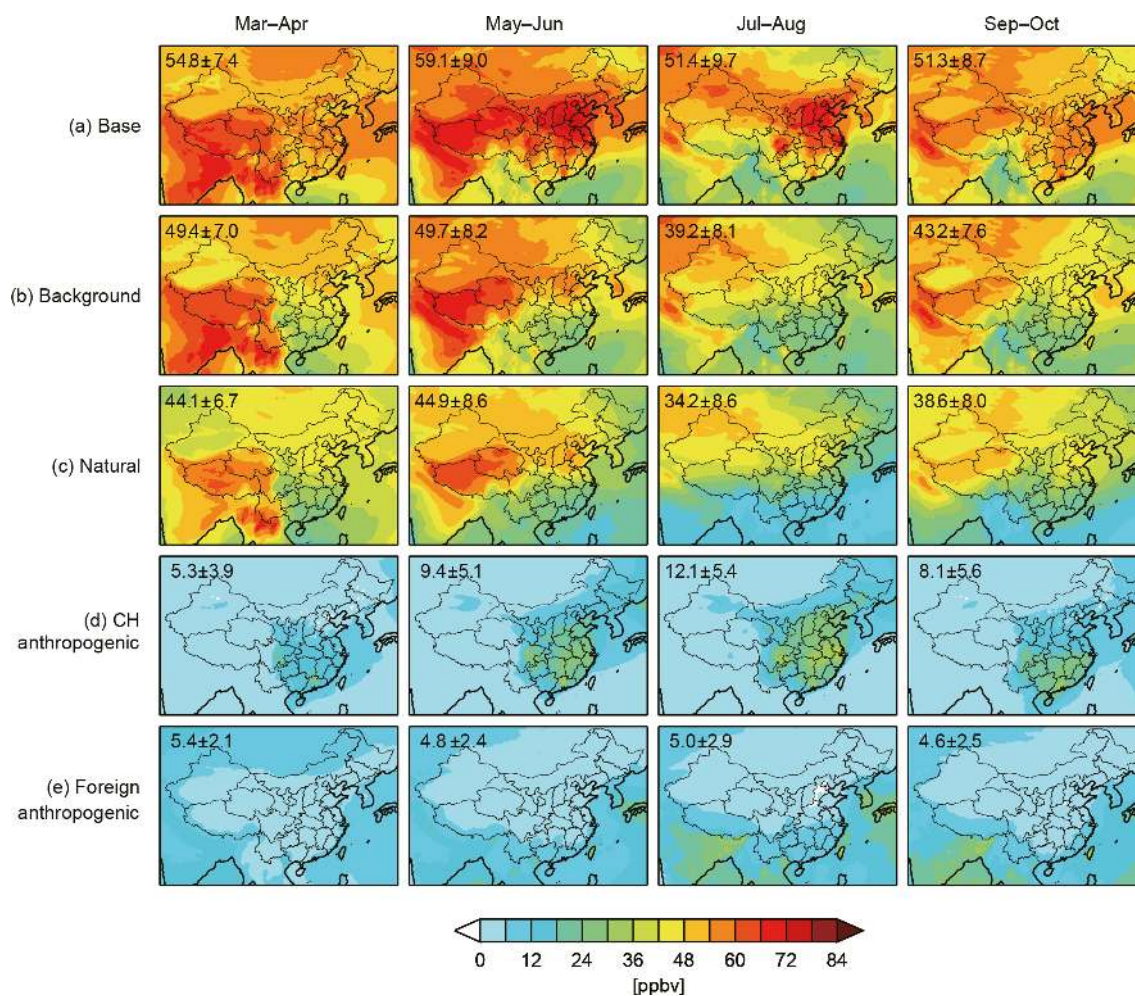 Mar–Apr May–Jun Jul–Aug Sep–Oct
(a) Base
54.8±7.4 59.1±9.0 51.4±9.7 51.3±8.7
(b) Background
49.4±7.0 49.7±8.2 39.2±8.1 43.2±7.6
(c) Natural
44.1±6.7 44.9±8.6 34.2±8.6 38.6±8.0
(d) CH
anthropogenic
5.3±3.9 9.4±5.1 12.1±5.4 8.1±5.6
(e) Foreign
anthropogenic
5.4±2.1 4.8±2.4 5.0±2.9 4.6±2.5
0 12 24 36 48 60 72 84
[ppbv]